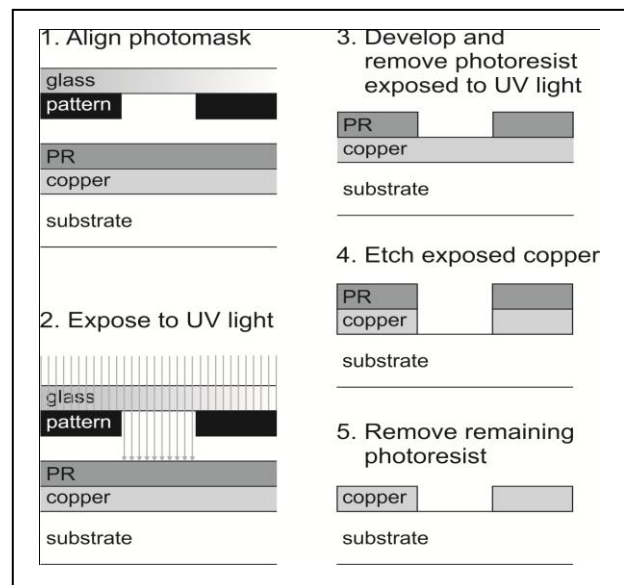 1. Align photomask
glass
pattern
PR
copper
substrate
2. Expose to UV light
glass
pattern
PR
copper
substrate
3. Develop and
remove photoresist
exposed to UV light
PR
copper
substrate
4. Etch exposed copper
PR
copper
substrate
5. Remove remaining
photoresist
copper
substrate